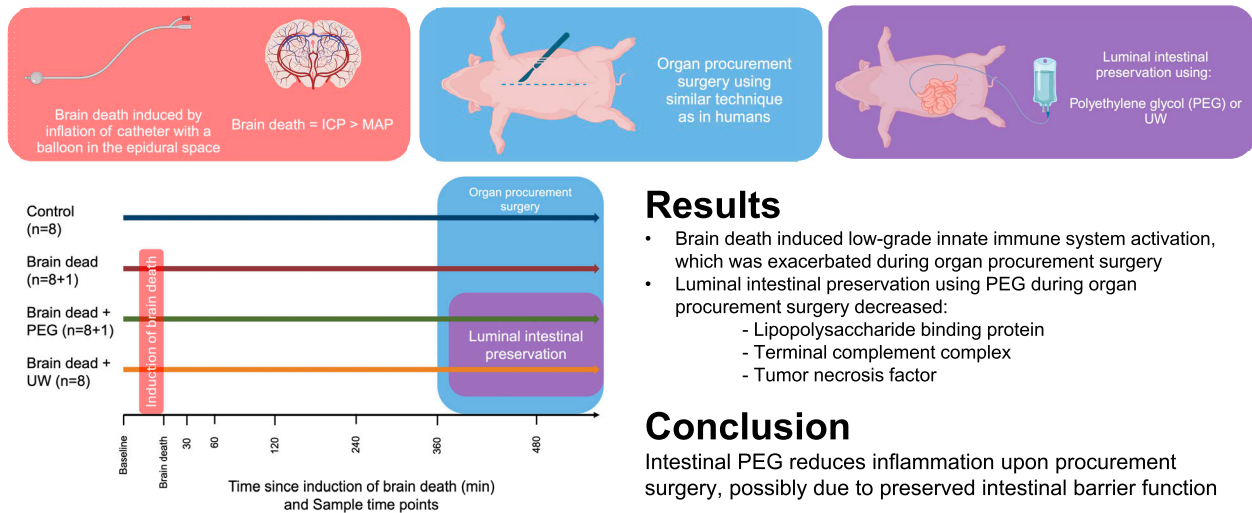 Brain death induced by
inflation of catheter with a
balloon in the epidural space
Brain death = ICP > MAP
Organ procurement
surgery using
similar technique
as in humans
Luminal intestinal
preservation using:
Polyethylene glycol (PEG) or
UW
Control
(n=8)
Brain dead
(n=8+1)
Brain dead +
PEG (n=8+1)
Brain dead +
UW (n=8)
Induction of brain death
Organ procurement
surgery
Luminal intestinal
preservation
Baseline
Brain death
30
60
120
240
360
480
Time since induction of brain death (min)
and Sample time points
Results
• Brain death induced low-grade innate immune system activation,
which was exacerbated during organ procurement surgery
• Luminal intestinal preservation using PEG during organ
procurement surgery decreased:
- Lipopolysaccharide binding protein
- Terminal complement complex
- Tumor necrosis factor
Conclusion
Intestinal PEG reduces inflammation upon procurement
surgery, possibly due to preserved intestinal barrier function